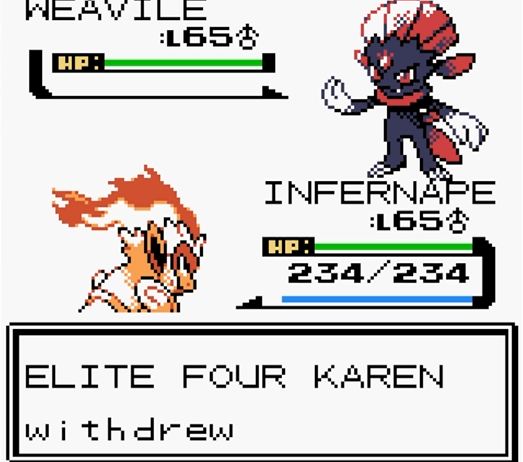 WEAVILE
:L65♂
HP:
INFERNAPE
:L65♂
HP:
234/234
ELITE FOUR KAREN
withdrew